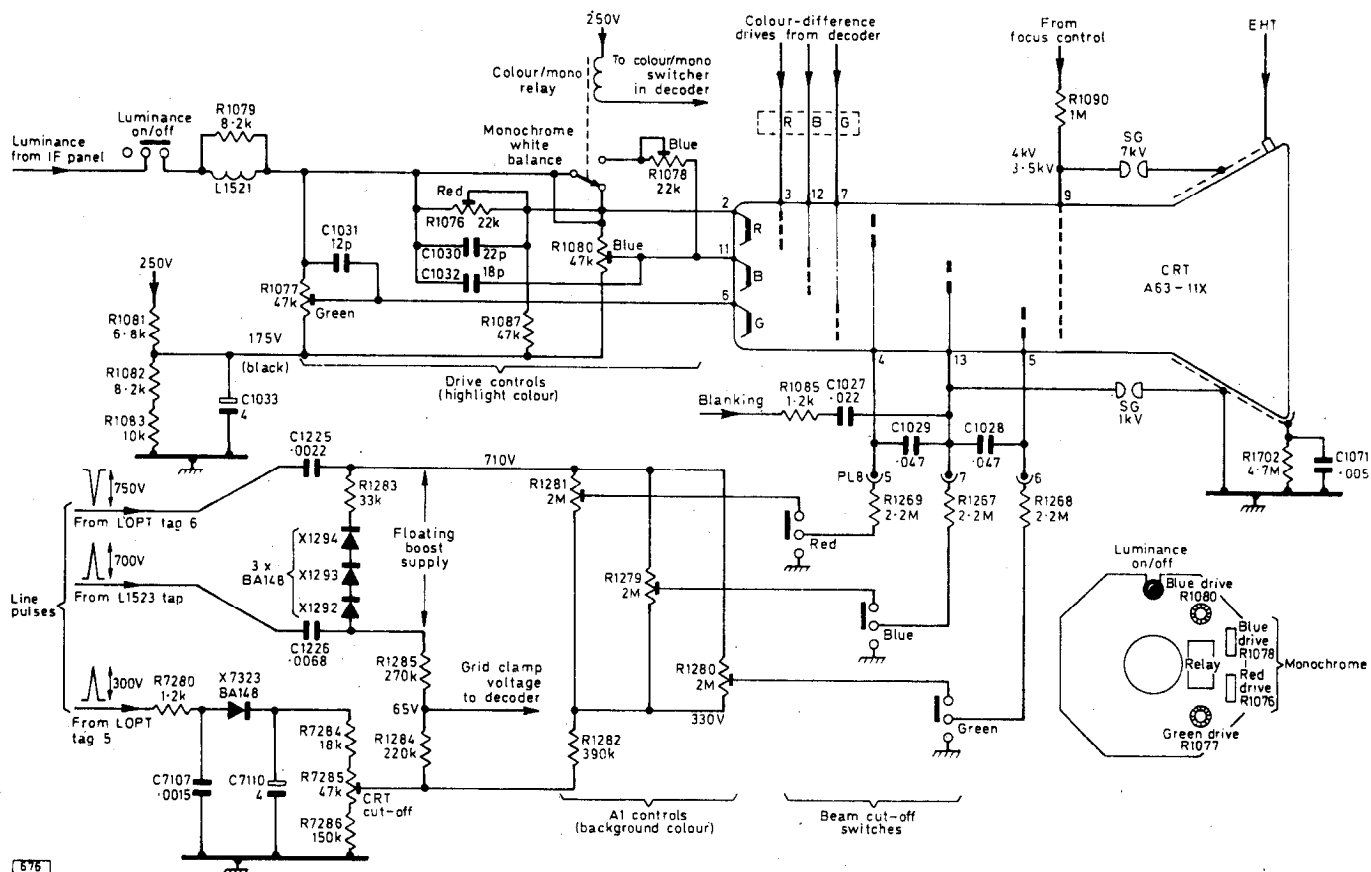 250V
Colour-difference
drives from decoder
From
focus control
EHT
Colour/mono
relay
To colour/mono
switcher
in decoder
R1079
8·2k
Luminance
on/off
Luminance
from IF panel
L1521
Monochrome
white
balance
Blue
R1078
22k
R B G
R1090
1M
4kV
3·5kV
SG
7kV
3 12 7
9
Red
R1076 22k
2
R
C1031
12p
C1030 22p
C1032 18p
R1080
47k
Blue
11
B
CRT
A63-11X
250V
R1077
47k
Green
6
G
R1081
6·8k
R1087
47k
175V
(black)
4 13 5
R1082
8·2k
C1033
4
R1083
10k
Drive controls
(highlight colour)
Blanking
R1085
1·2k
C1027
·022
SG
1kV
C1029
·047
C1028
·047
R1702
4·7M
C1071
·005
C1225
·0022
710V
750V
From LOPT tag 6
R1283
33k
R1281
2M
PL8 5
7
6
R1269
2·2M
R1267
2·2M
R1268
2·2M
X1294
3 x
BA148
X1293
X1292
Floating
boost
supply
Red
700V
From L1523 tap
Line
pulses
R1279
2M
Luminance
on/off
Blue drive
R1080
Blue
drive
R1078
Relay
Red
drive
R1076
Monochrome
Green drive
R1077
C1226
·0068
Blue
R1285
270k
Grid clamp
voltage
to decoder
R1280
2M
300V
From LOPT
tag 5
R7280
1·2k
X7323
BA148
65V
330V
Green
R7284
18k
R1284
220k
R1282
390k
C7107
·0015
C7110
4
R7285
47k
CRT
cut-off
R7286
150k
A1 controls
(background colour)
Beam cut-off
switches
676